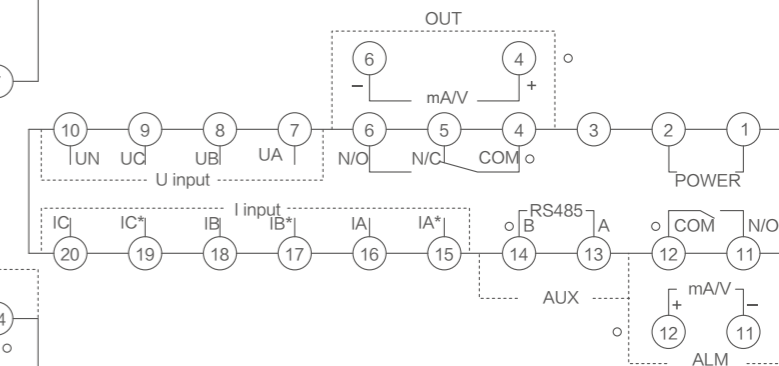 OUT
6 4
− mA/V +
10 9 8 7 6 5 4 3 2 1
UN UC UB UA N/O N/C COM
U input POWER
I input
IC IC* IB IB* IA IA* B RS485 A COM N/O
20 19 18 17 16 15 14 13 12 11
AUX + mA/V −
12 11
ALM